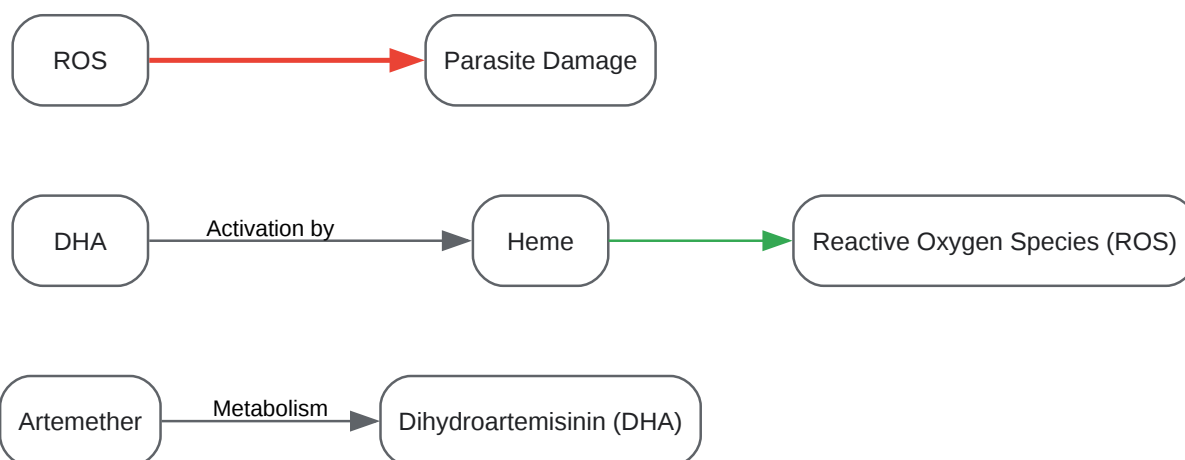 ROS
Parasite Damage
DHA
Activation by
Heme
Reactive Oxygen Species (ROS)
Artemether
Metabolism
Dihydroartemisinin (DHA)